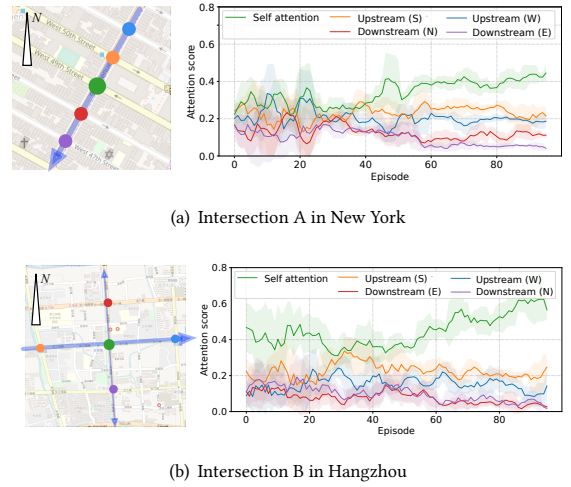 N
West 50th Street
West 49th Street
West 47th Street
0.8
0.6
0.4
0.2
0.0
Attention score
Self attention
Upstream (S)
Upstream (W)
Downstream (N)
Downstream (E)
0 20 40 60 80
Episode
(a) Intersection A in New York
N
0.8
0.6
0.4
0.2
0.0
Attention score
Self attention
Upstream (S)
Upstream (W)
Downstream (E)
Downstream (N)
0 20 40 60 80
Episode
(b) Intersection B in Hangzhou